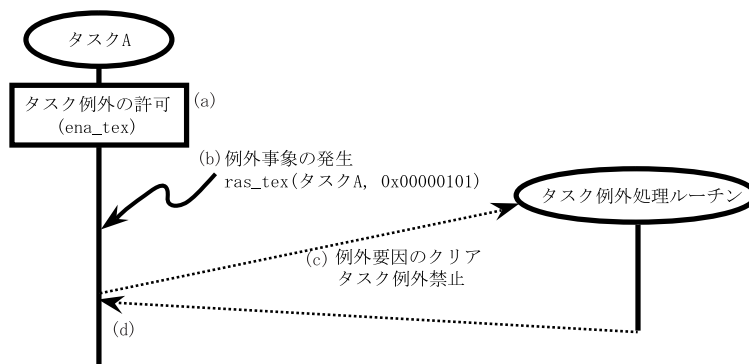 タスクA
タスク例外の許可
(ena_tex)
(a)
(b) 例外事象の発生
ras_tex(タスクA, 0x00000101)
タスク例外処理ルーチン
(c) 例外要因のクリア
タスク例外禁止
(d)